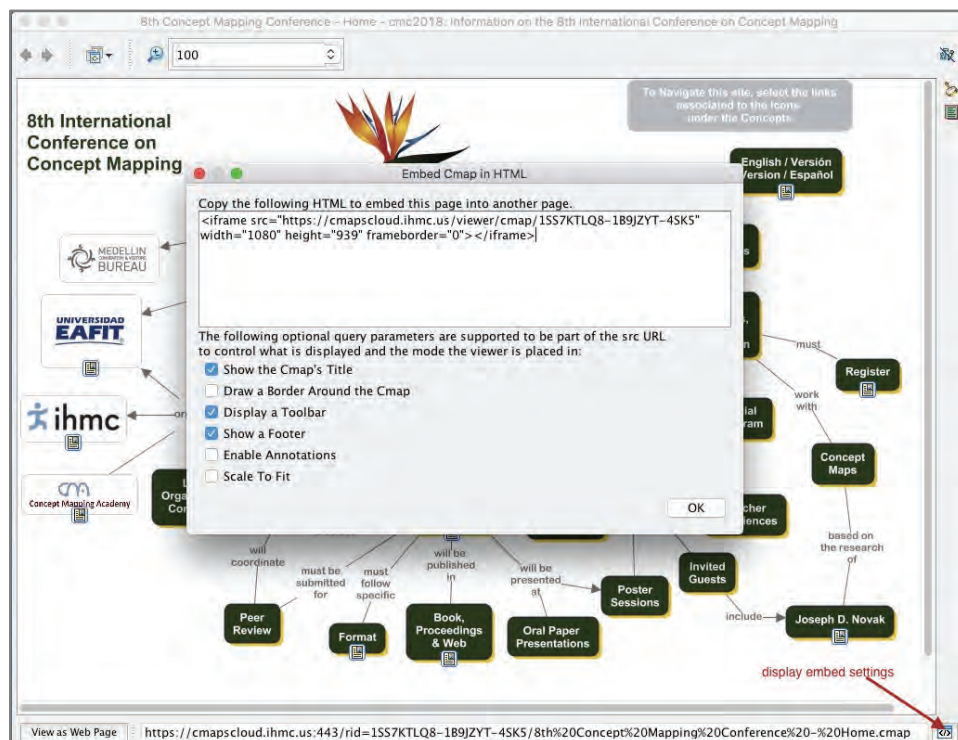 8th Concept Mapping Conference – Home - cmc2018: Information on the 8th International Conference on Concept Mapping
100
8th International
Conference on
Concept Mapping
To Navigate this site, select the links
associated to the Icons
under the Concepts
English / Versión
Version / Español
Embed Cmap in HTML
Copy the following HTML to embed this page into another page.
<iframe src="https://cmapscloud.ihmc.us/viewer/cmap/1SS7KTLQ8-1B9JZYT-4SK5"
width="1080" height="939" frameborder="0"></iframe>
The following optional query parameters are supported to be part of the src URL
to control what is displayed and the mode the viewer is placed in:
Show the Cmap's Title
Draw a Border Around the Cmap
Display a Toolbar
Show a Footer
Enable Annotations
Scale To Fit
OK
MEDELLIN
CONVENTION & VISITORS
BUREAU
UNIVERSIDAD
EAFIT
ihmc
Concept Mapping Academy
must
Register
work
with
Concept
Maps
based on
the research
of
will
coordinate
must be
submitted
for
must
follow
specific
will be
published
in
will be
presented
at
Poster
Sessions
Invited
Guests
include
Joseph D. Novak
Peer
Review
Format
Book,
Proceedings
& Web
Oral Paper
Presentations
display embed settings
View as Web Page
https://cmapscloud.ihmc.us:443/rid=1SS7KTLQ8-1B9JZYT-4SK5/8th%20Concept%20Mapping%20Conference%20-%20Home.cmap